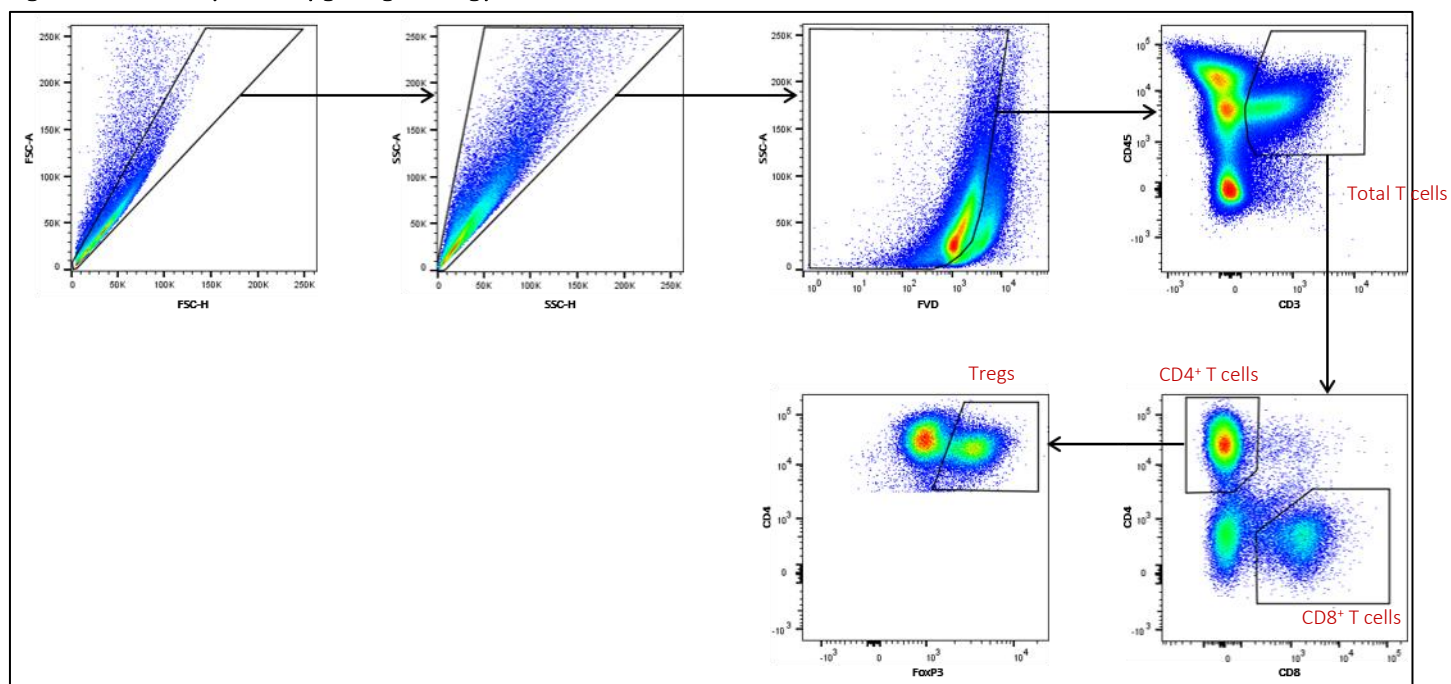 250K
200K
150K
100K
50K
0
FSC-A
0 50K 100K 150K 200K 250K
FSC-H
250K
200K
150K
100K
50K
0
SSC-A
0 50K 100K 150K 200K 250K
SSC-H
250K
200K
150K
100K
50K
0
SSC-A
10^0 10^1 10^2 10^3 10^4
FVD
10^5
10^4
10^3
0
-10^3
CD45
-10^3 0 10^3 10^4
CD3
Total T cells
Tregs
10^5
10^4
10^3
0
-10^3
CD4
-10^3 0 10^3 10^4
FoxP3
CD4⁺ T cells
10^5
10^4
10^3
0
-10^3
CD4
CD8⁺ T cells
-10^3 0 10^3 10^4 10^5
CD8